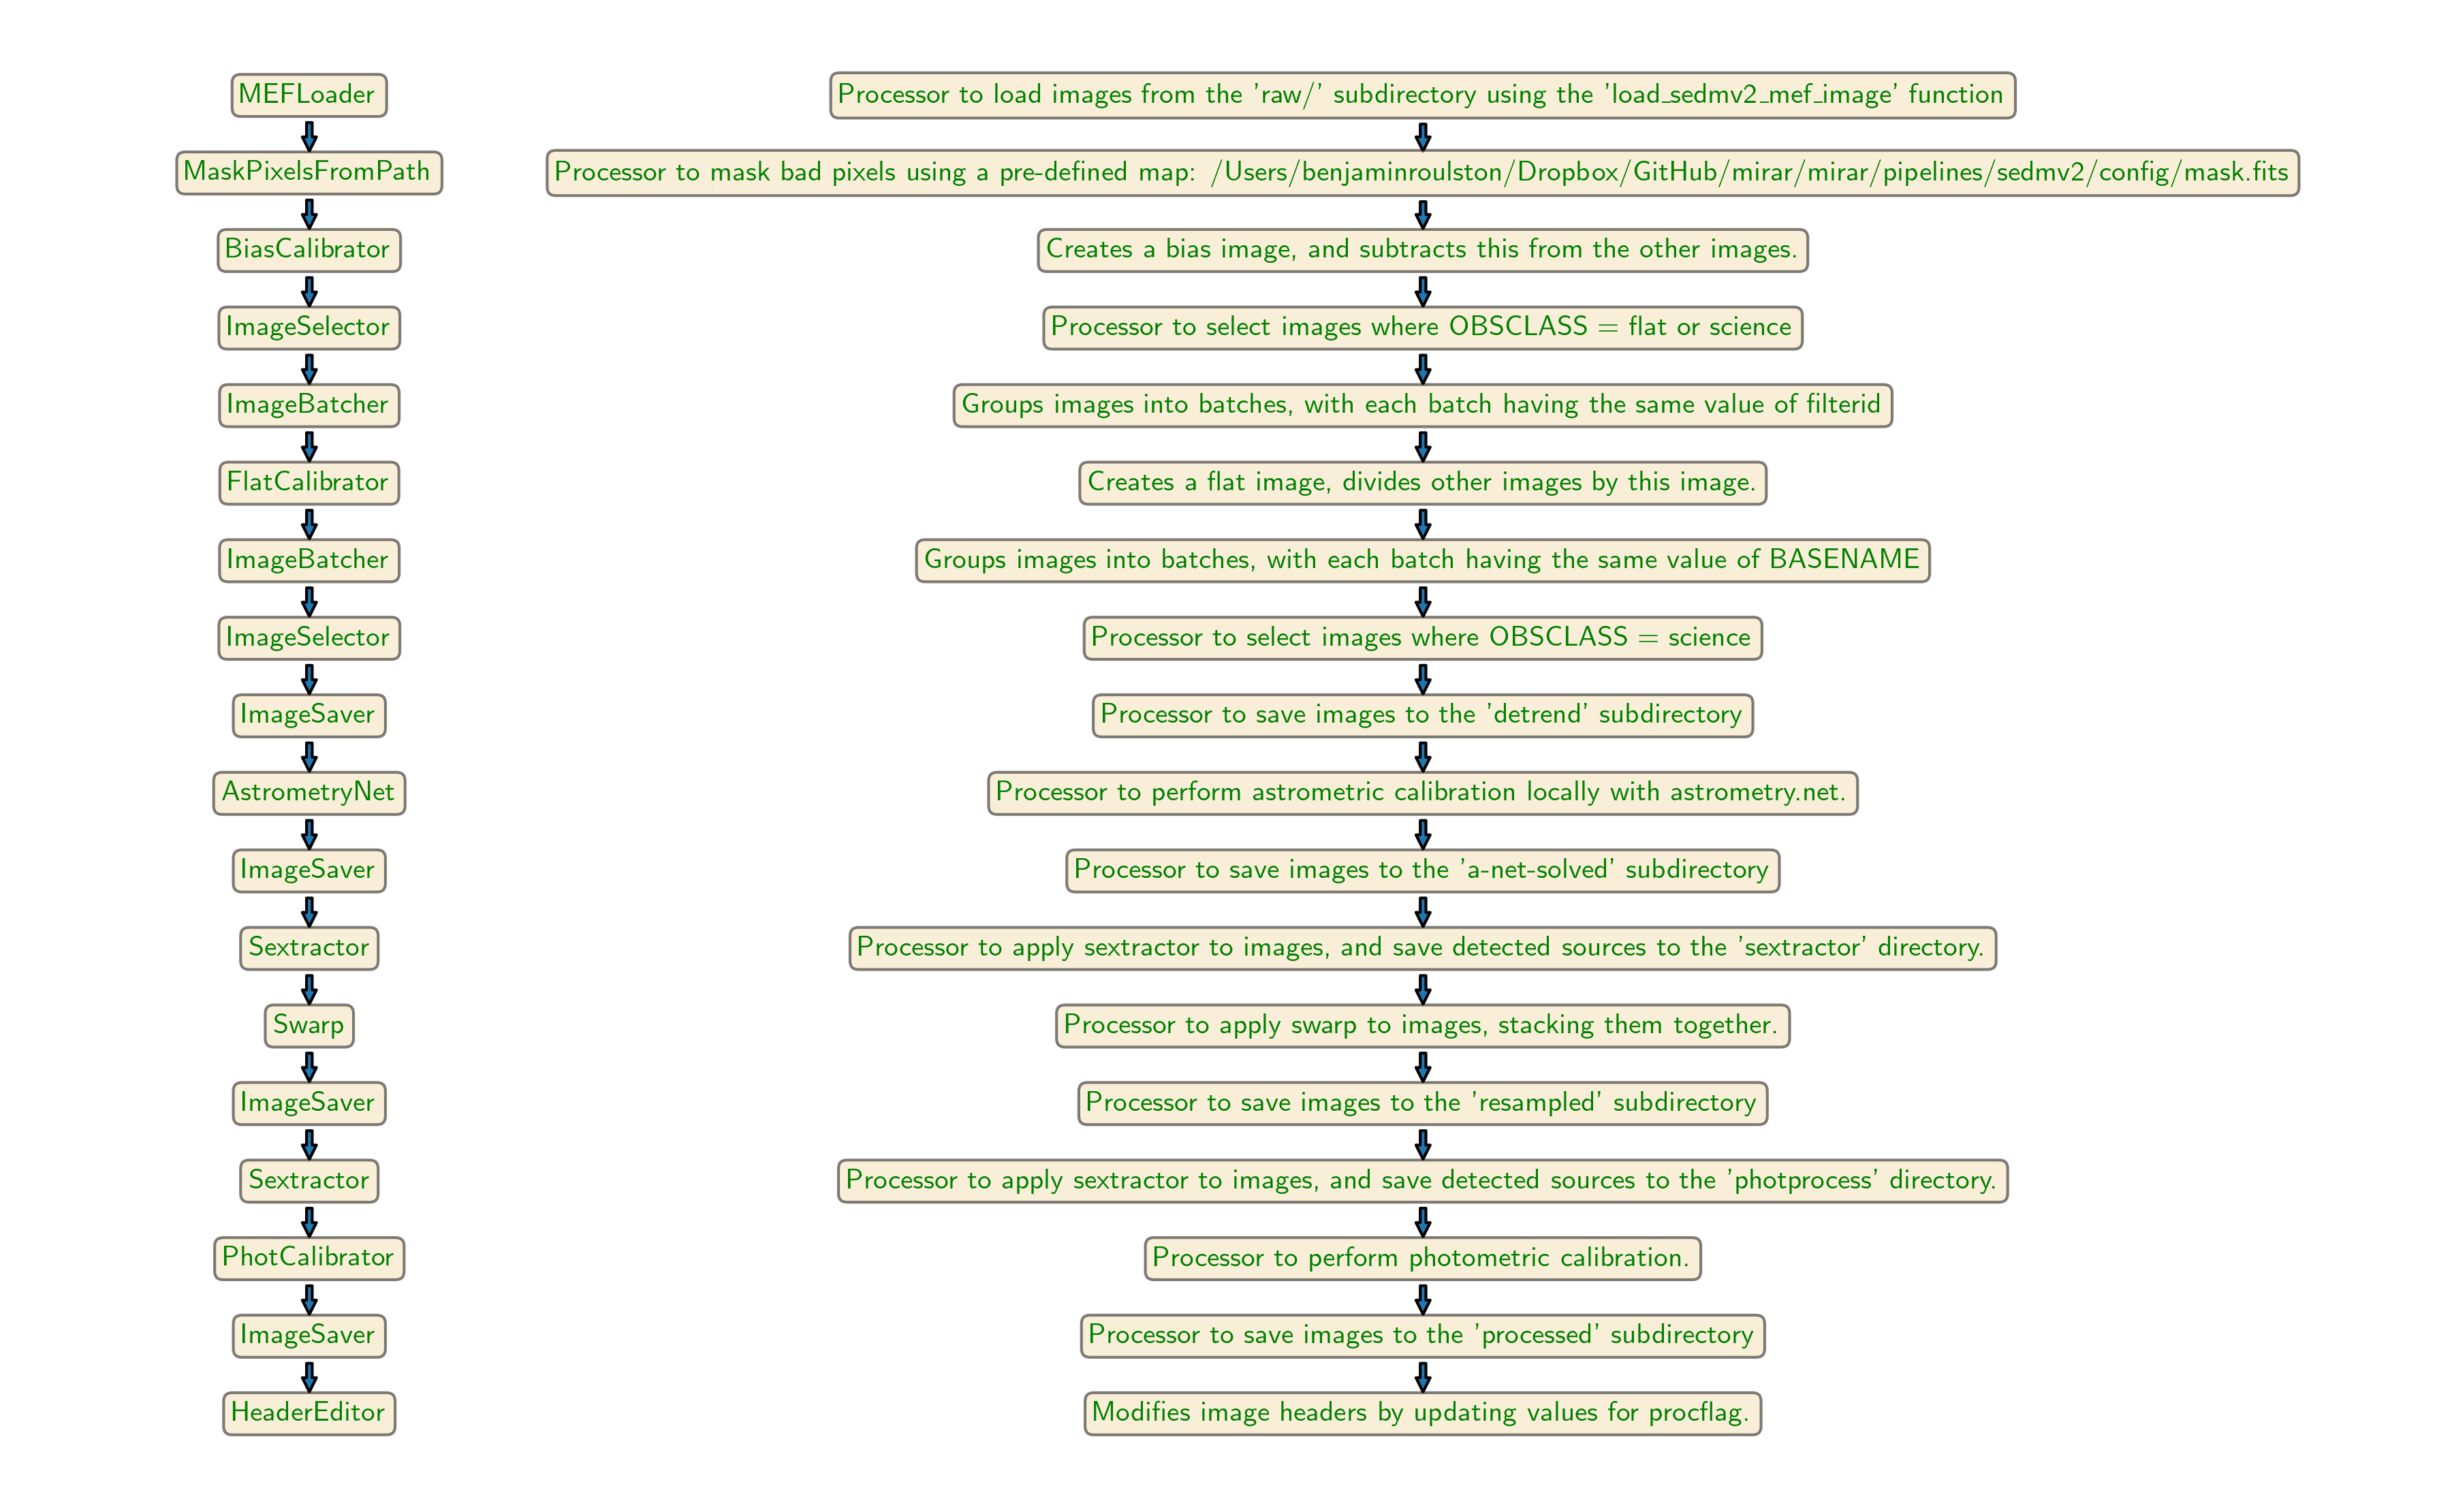 MEFLoader
Processor to load images from the 'raw/' subdirectory using the 'load_sedmv2_mef_image' function
MaskPixelsFromPath
Processor to mask bad pixels using a pre-defined map: /Users/benjaminroulston/Dropbox/GitHub/mirar/mirar/pipelines/sedmv2/config/mask.fits
BiasCalibrator
Creates a bias image, and subtracts this from the other images.
ImageSelector
Processor to select images where OBSCLASS = flat or science
ImageBatcher
Groups images into batches, with each batch having the same value of filterid
FlatCalibrator
Creates a flat image, divides other images by this image.
ImageBatcher
Groups images into batches, with each batch having the same value of BASENAME
ImageSelector
Processor to select images where OBSCLASS = science
ImageSaver
Processor to save images to the 'detrend' subdirectory
AstrometryNet
Processor to perform astrometric calibration locally with astrometry.net.
ImageSaver
Processor to save images to the 'a-net-solved' subdirectory
Sextractor
Processor to apply sextractor to images, and save detected sources to the 'sextractor' directory.
Swarp
Processor to apply swarp to images, stacking them together.
ImageSaver
Processor to save images to the 'resampled' subdirectory
Sextractor
Processor to apply sextractor to images, and save detected sources to the 'photprocess' directory.
PhotCalibrator
Processor to perform photometric calibration.
ImageSaver
Processor to save images to the 'processed' subdirectory
HeaderEditor
Modifies image headers by updating values for procflag.